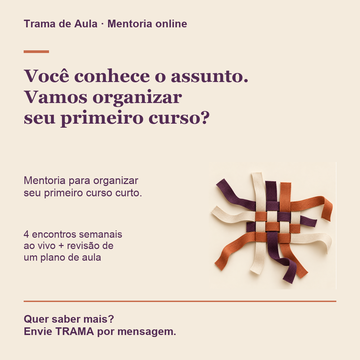 Trama de Aula · Mentoria online
Você conhece o assunto.
Vamos organizar
seu primeiro curso?
Mentoria para organizar
seu primeiro curso curto.
4 encontros semanais
ao vivo + revisão de
um plano de aula
Quer saber mais?
Envie TRAMA por mensagem.